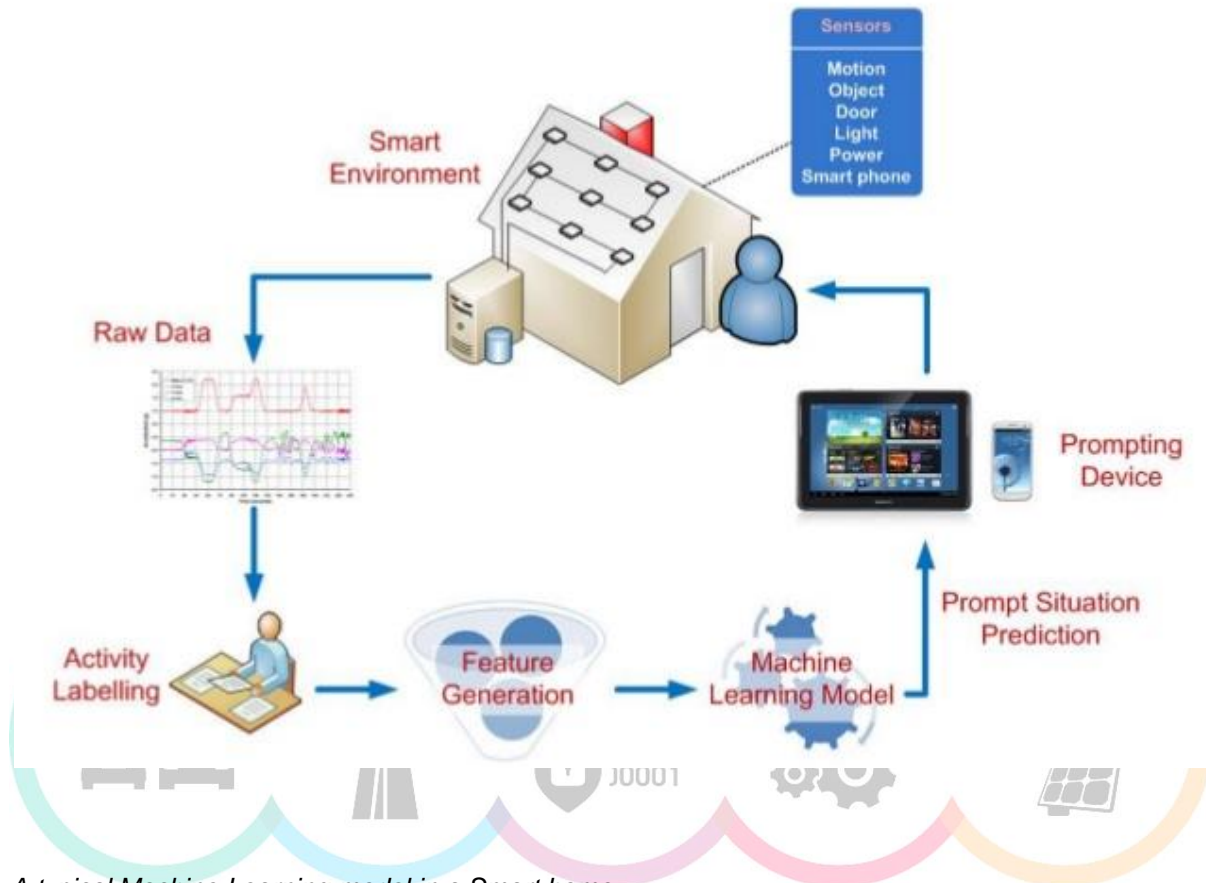 Sensors
Motion
Object
Door
Light
Power
Smart phone
Smart
Environment
Raw Data
Prompting
Device
Prompt Situation
Prediction
Activity
Labelling
Feature
Generation
Machine
Learning Model